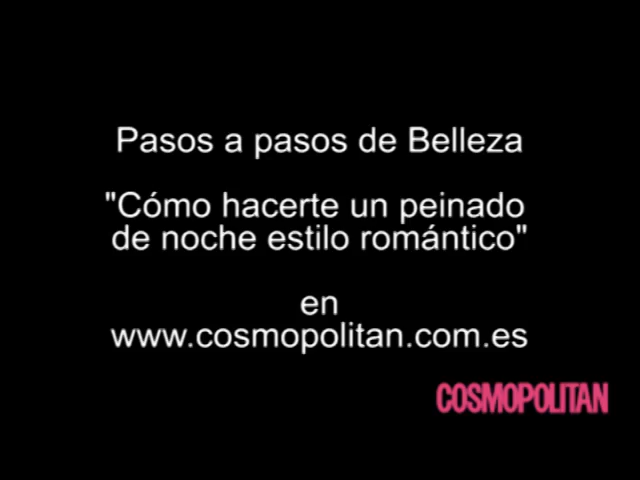 Pasos a pasos de Belleza
"Cómo hacerte un peinado
de noche estilo romántico"
en
www.cosmopolitan.com.es
COSMOPOLITAN